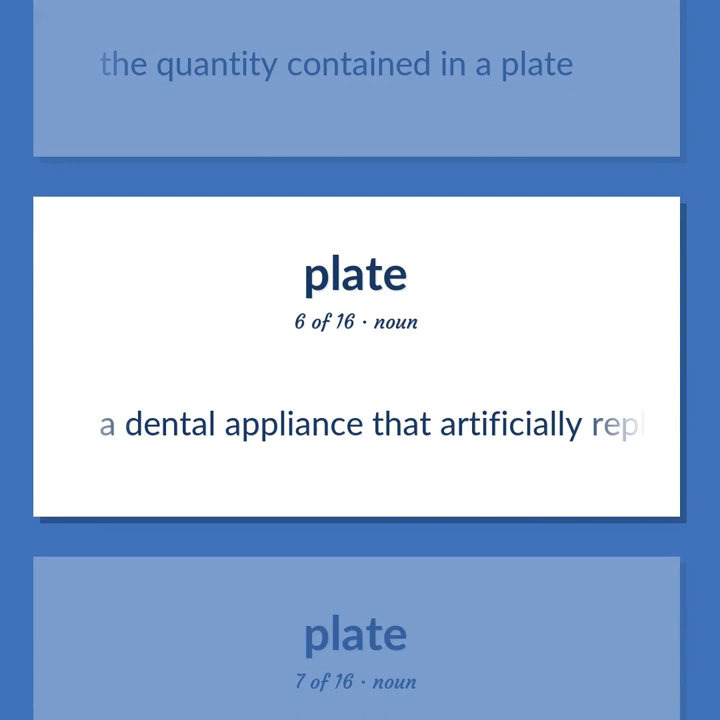 the quantity contained in a plate
plate
6 of 16 · noun
a dental appliance that artificially
plate
7 of 16 · noun